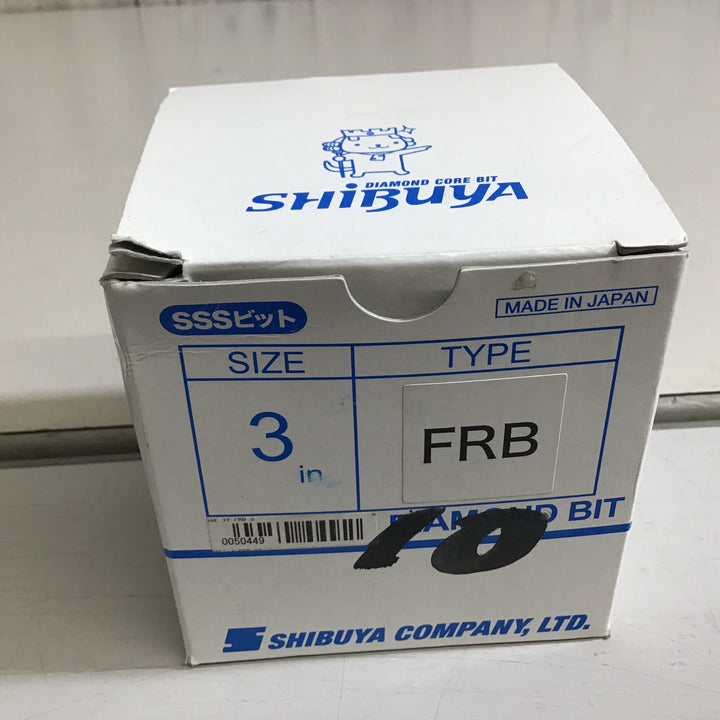 DIAMOND CORE BIT
SHIBUYA
SSSビット
MADE IN JAPAN
SIZE
TYPE
3 in
FRB
DIAMOND BIT
0050449
10
SHIBUYA COMPANY, LTD.